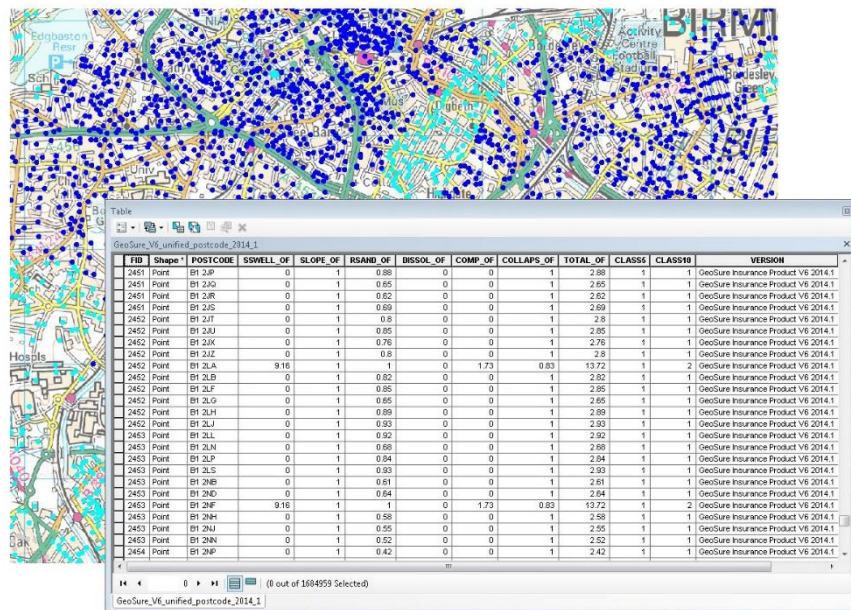 BIRMI
Edgbaston
Resr
Activity
Centre
Football
Stadium
Bordesley
Green
Digbeth
Univ
Hospls
Table
GeoSure_V6_unified_postcode_2014_1
FID Shape * POSTCODE SSWELL_OF SLOPE_OF RSAND_OF DISSOL_OF COMP_OF COLLAPS_OF TOTAL_OF CLASS5 CLASS10 VERSION
2451 Point B1 2JP 0 1 0.88 0 0 1 2.88 1 1 GeoSure Insurance Product V6 2014.1
2451 Point B1 2JQ 0 1 0.65 0 0 1 2.65 1 1 GeoSure Insurance Product V6 2014.1
2451 Point B1 2JR 0 1 0.62 0 0 1 2.62 1 1 GeoSure Insurance Product V6 2014.1
2451 Point B1 2JS 0 1 0.69 0 0 1 2.69 1 1 GeoSure Insurance Product V6 2014.1
2452 Point B1 2JT 0 1 0.8 0 0 1 2.8 1 1 GeoSure Insurance Product V6 2014.1
2452 Point B1 2JU 0 1 0.85 0 0 1 2.85 1 1 GeoSure Insurance Product V6 2014.1
2452 Point B1 2JX 0 1 0.76 0 0 1 2.76 1 1 GeoSure Insurance Product V6 2014.1
2452 Point B1 2JZ 0 1 0.8 0 0 1 2.8 1 1 GeoSure Insurance Product V6 2014.1
2452 Point B1 2LA 9.16 1 0 1.73 0.83 13.72 1 2 GeoSure Insurance Product V6 2014.1
2452 Point B1 2LB 0 1 0.82 0 0 1 2.82 1 1 GeoSure Insurance Product V6 2014.1
2452 Point B1 2LF 0 1 0.85 0 0 1 2.85 1 1 GeoSure Insurance Product V6 2014.1
2452 Point B1 2LG 0 1 0.65 0 0 1 2.65 1 1 GeoSure Insurance Product V6 2014.1
2452 Point B1 2LH 0 1 0.89 0 0 1 2.89 1 1 GeoSure Insurance Product V6 2014.1
2452 Point B1 2LJ 0 1 0.93 0 0 1 2.93 1 1 GeoSure Insurance Product V6 2014.1
2453 Point B1 2LL 0 1 0.92 0 0 1 2.92 1 1 GeoSure Insurance Product V6 2014.1
2453 Point B1 2LN 0 1 0.68 0 0 1 2.68 1 1 GeoSure Insurance Product V6 2014.1
2453 Point B1 2LP 0 1 0.84 0 0 1 2.84 1 1 GeoSure Insurance Product V6 2014.1
2453 Point B1 2LS 0 1 0.93 0 0 1 2.93 1 1 GeoSure Insurance Product V6 2014.1
2453 Point B1 2NB 0 1 0.61 0 0 1 2.61 1 1 GeoSure Insurance Product V6 2014.1
2453 Point B1 2ND 0 1 0.64 0 0 1 2.64 1 1 GeoSure Insurance Product V6 2014.1
2453 Point B1 2NF 9.16 1 0 1.73 0.83 13.72 1 2 GeoSure Insurance Product V6 2014.1
2453 Point B1 2NH 0 1 0.58 0 0 1 2.58 1 1 GeoSure Insurance Product V6 2014.1
2453 Point B1 2NJ 0 1 0.55 0 0 1 2.55 1 1 GeoSure Insurance Product V6 2014.1
2453 Point B1 2NN 0 1 0.52 0 0 1 2.52 1 1 GeoSure Insurance Product V6 2014.1
2454 Point B1 2NP 0 1 0.42 0 0 1 2.42 1 1 GeoSure Insurance Product V6 2014.1
0 (0 out of 1684959 Selected)
GeoSure_V6_unified_postcode_2014_1